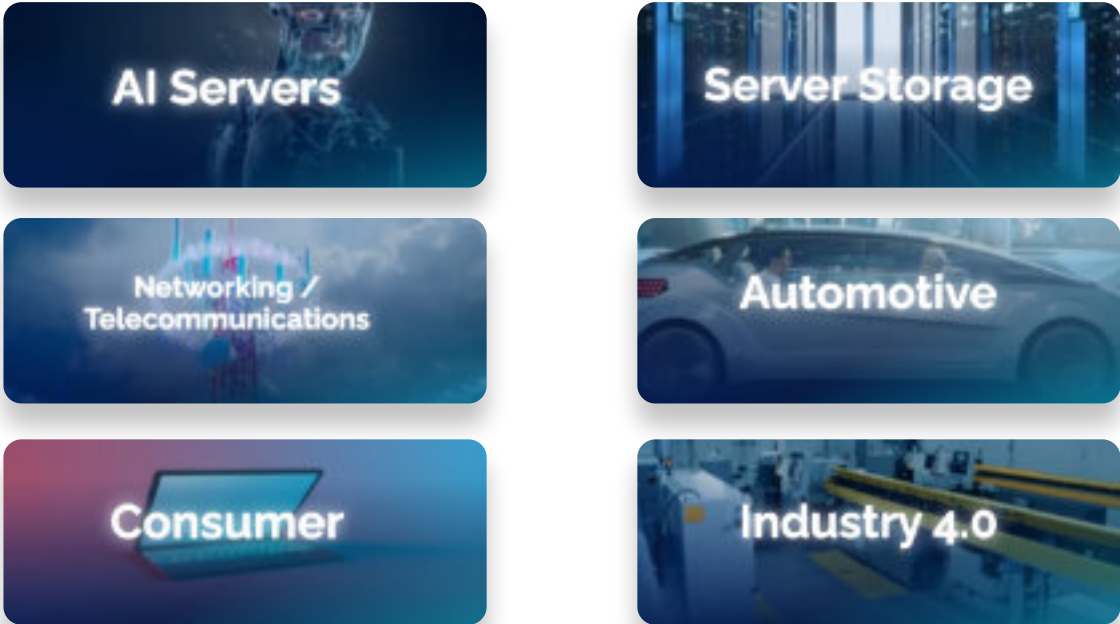 AI Servers
Server Storage
Networking /
Telecommunications
Automotive
Consumer
Industry 4.0